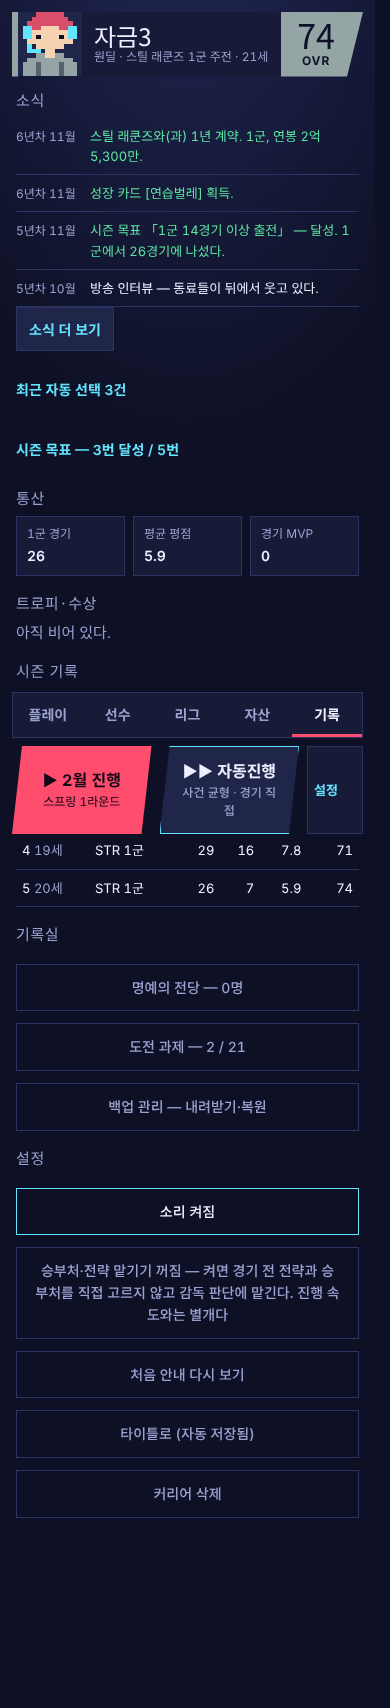 자금3
원딜 · 스틸 래쿤즈 1군 주전 · 21세
74
OVR
소식
6년차 11월 스틸 래쿤즈와(과) 1년 계약. 1군, 연봉 2억
5,300만.
6년차 11월 성장 카드 [연습벌레] 획득.
5년차 11월 시즌 목표 「1군 14경기 이상 출전」 — 달성. 1
군에서 26경기에 나섰다.
5년차 10월 방송 인터뷰 — 동료들이 뒤에서 웃고 있다.
소식 더 보기
최근 자동 선택 3건
시즌 목표 — 3번 달성 / 5번
통산
1군 경기 평균 평점 경기 MVP
26 5.9 0
트로피·수상
아직 비어 있다.
시즌 기록
플레이 선수 리그 자산 기록
▶ 2월 진행
스프링 1라운드
▶▶ 자동진행
사건 균형 · 경기 직
접
설정
4 19세 STR 1군 29 16 7.8 71
5 20세 STR 1군 26 7 5.9 74
기록실
명예의 전당 — 0명
도전 과제 — 2 / 21
백업 관리 — 내려받기·복원
설정
소리 켜짐
승부처·전략 맡기기 꺼짐 — 켜면 경기 전 전략과 승
부처를 직접 고르지 않고 감독 판단에 맡긴다. 진행 속
도와는 별개다
처음 안내 다시 보기
타이틀로 (자동 저장됨)
커리어 삭제